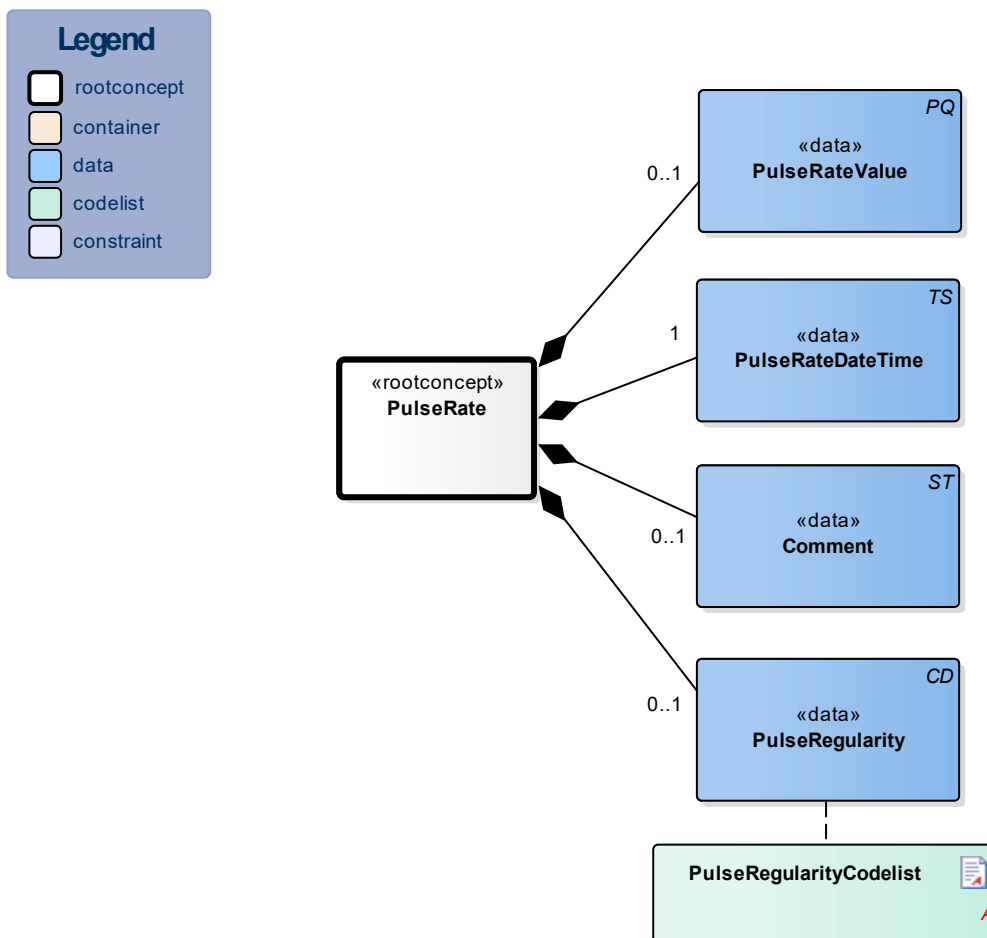 Legend
rootconcept
container
data
codelist
constraint
PQ
«data»
PulseRateValue
0..1
TS
«data»
PulseRateDateTime
1
«rootconcept»
PulseRate
ST
«data»
Comment
0..1
CD
«data»
PulseRegularity
0..1
PulseRegularityCodelist